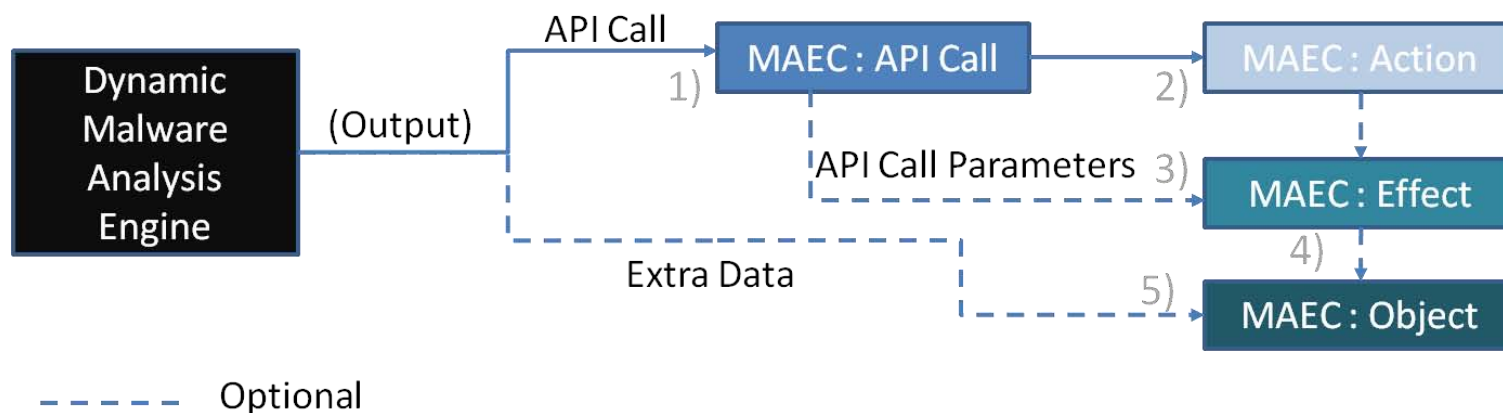 Dynamic
Malware
Analysis
Engine
(Output)
API Call
1)
MAEC : API Call
2)
MAEC : Action
API Call Parameters
3)
MAEC : Effect
4)
Extra Data
5)
MAEC : Object
Optional